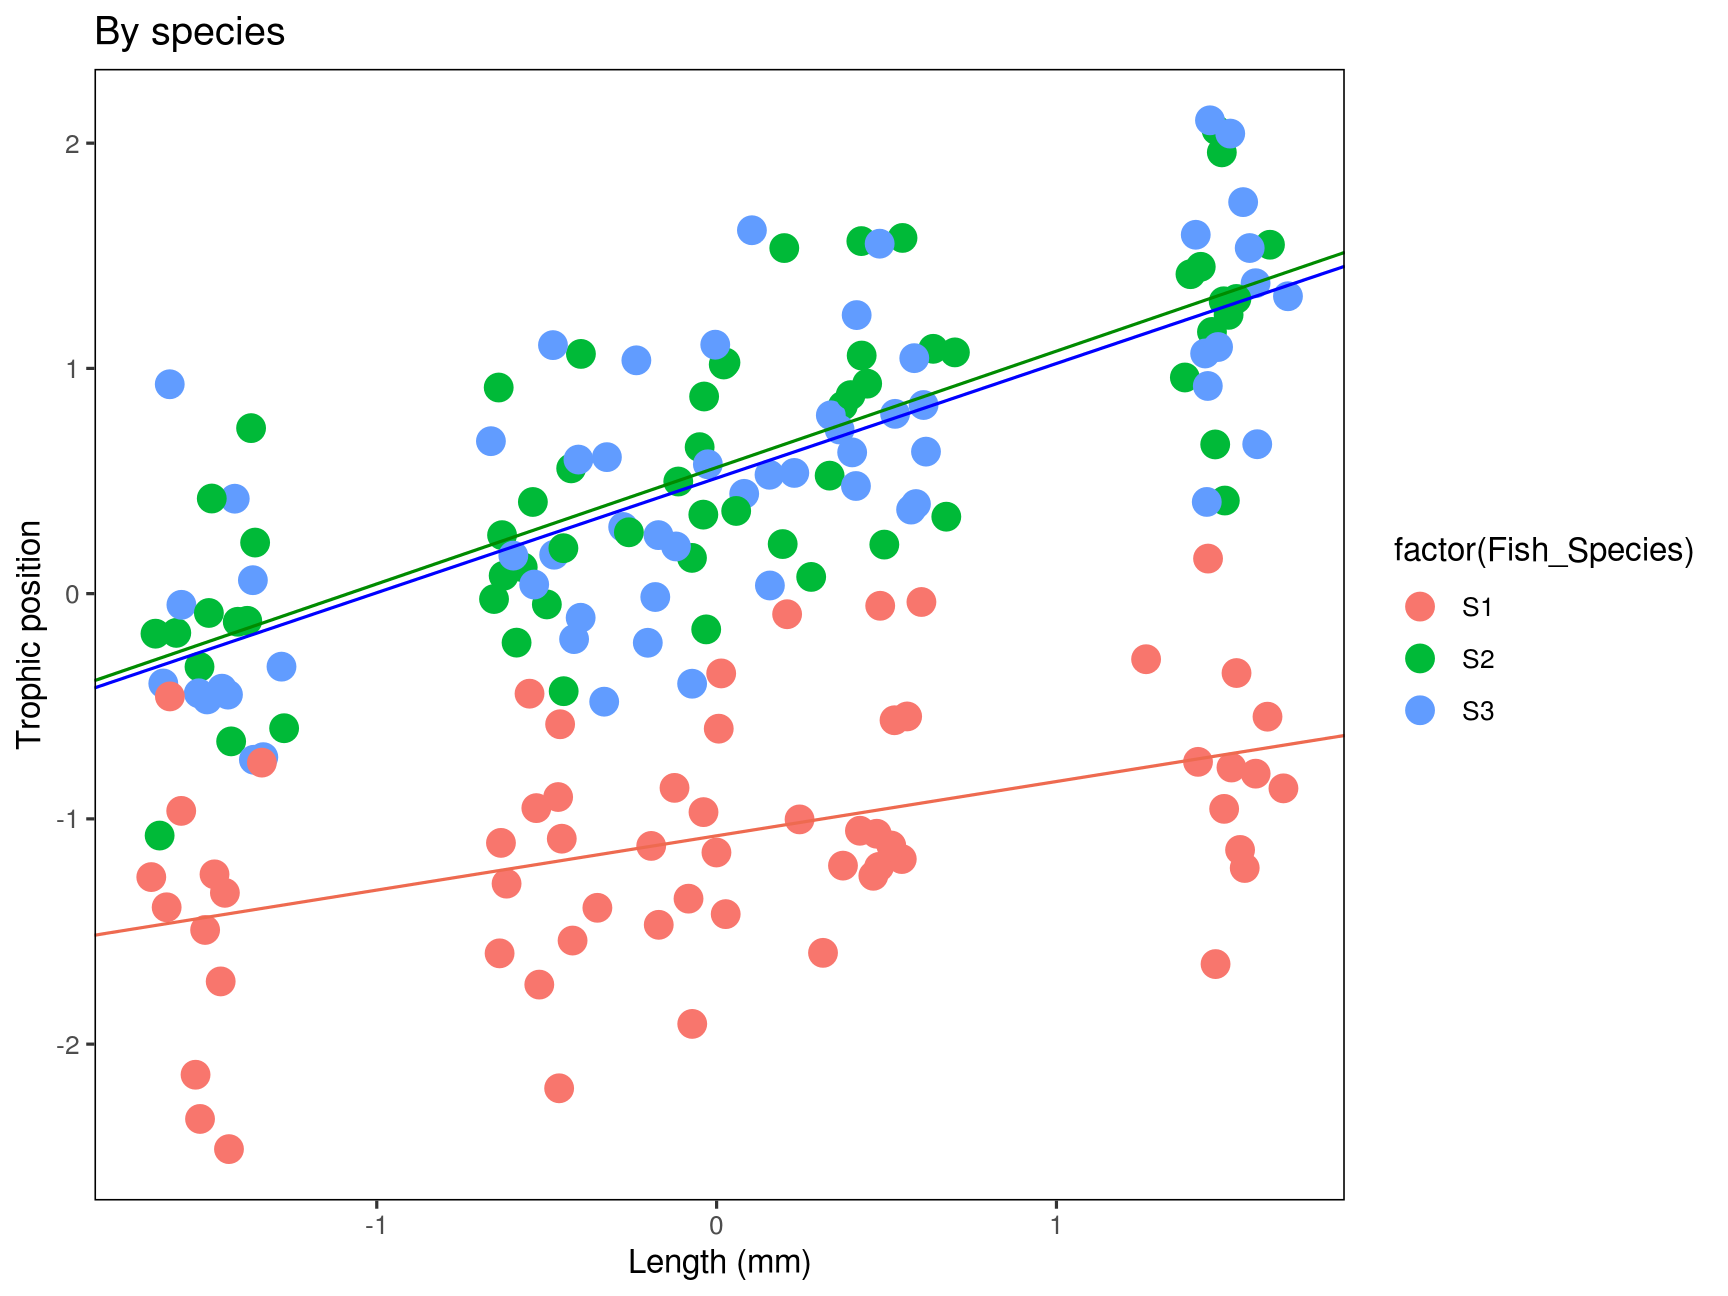 By species
2
1
0
-1
-2
Trophic position
-1
0
1
Length (mm)
factor(Fish_Species)
S1
S2
S3